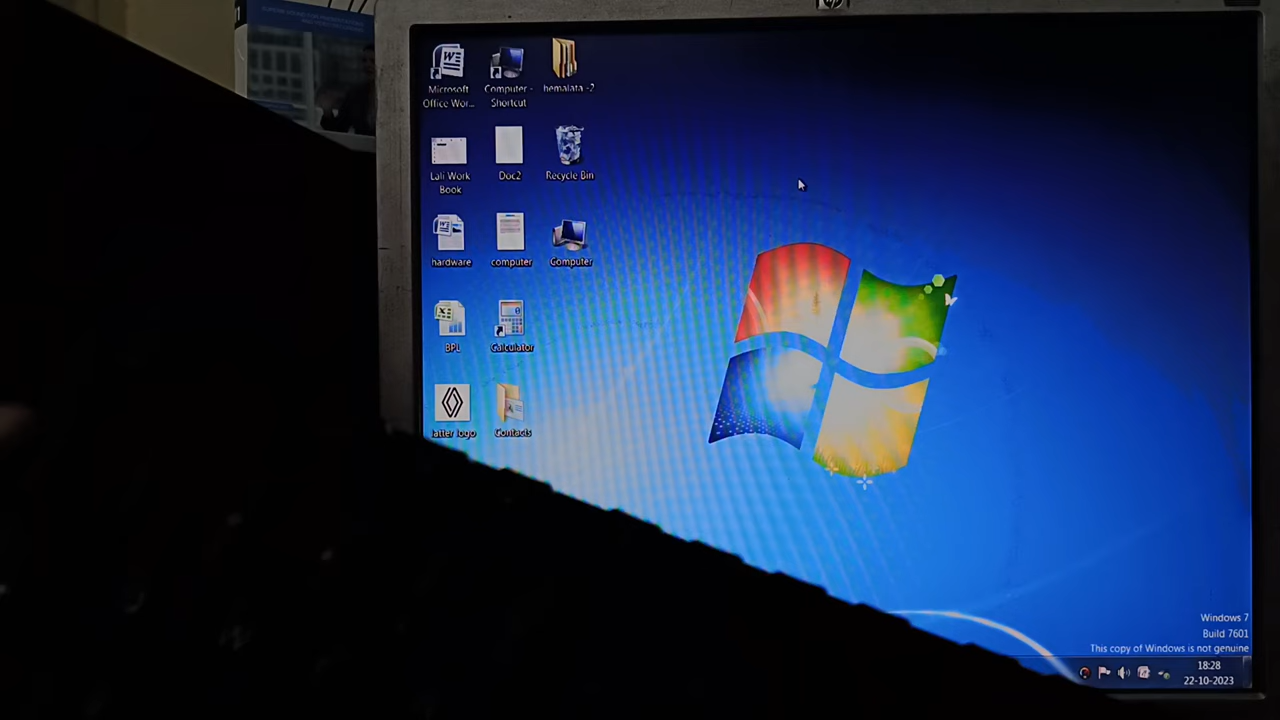 Microsoft
Office Wor...
Computer -
Shortcut
hemalata -2
Lali Work
Book
Doc2
Recycle Bin
hardware
computer
Computer
BPL
Calculator
latter logo
Contacts
Windows 7
Build 7601
This copy of Windows is not genuine
18:28
22-10-2023